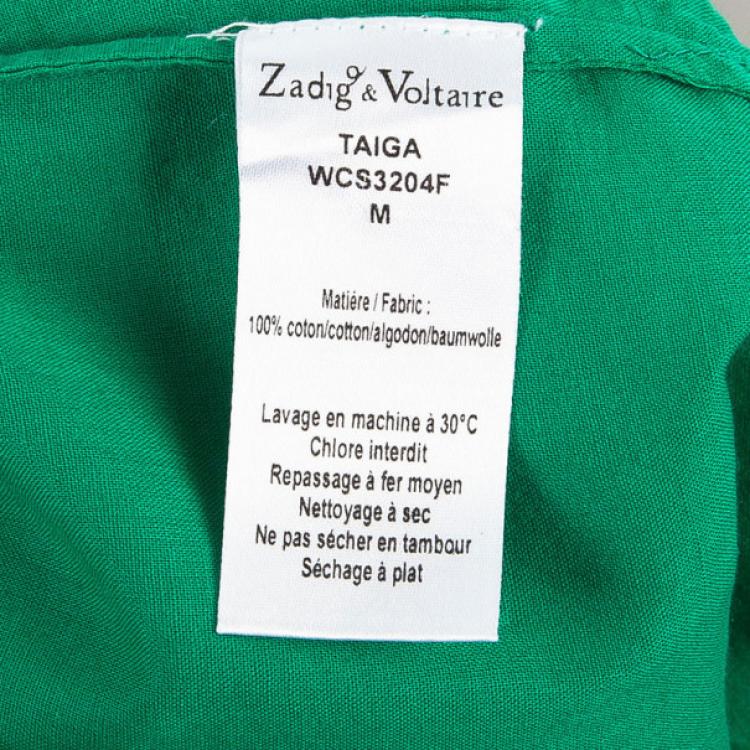 Zadig & Voltaire
TAIGA
WCS3204F
M
Matière / Fabric :
100% coton/cotton/algodon/baumwolle
Lavage en machine à 30°C
Chlore interdit
Repassage à fer moyen
Nettoyage à sec
Ne pas sécher en tambour
Séchage à plat